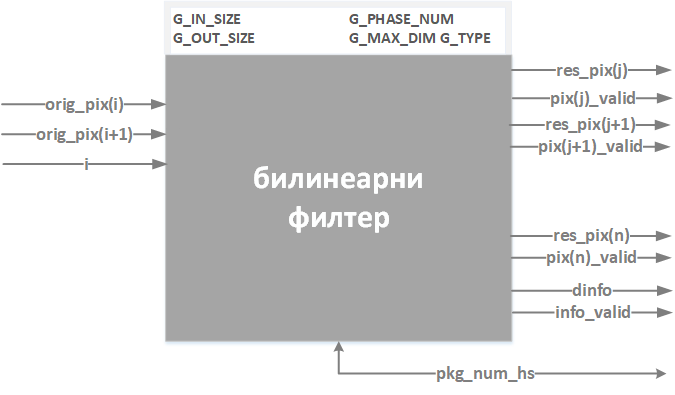 G_IN_SIZE G_PHASE_NUM
G_OUT_SIZE G_MAX_DIM G_TYPE
orig_pix(i)
orig_pix(i+1)
i
билинеарни
филтер
res_pix(j)
pix(j)_valid
res_pix(j+1)
pix(j+1)_valid
res_pix(n)
pix(n)_valid
dinfo
info_valid
pkg_num_hs